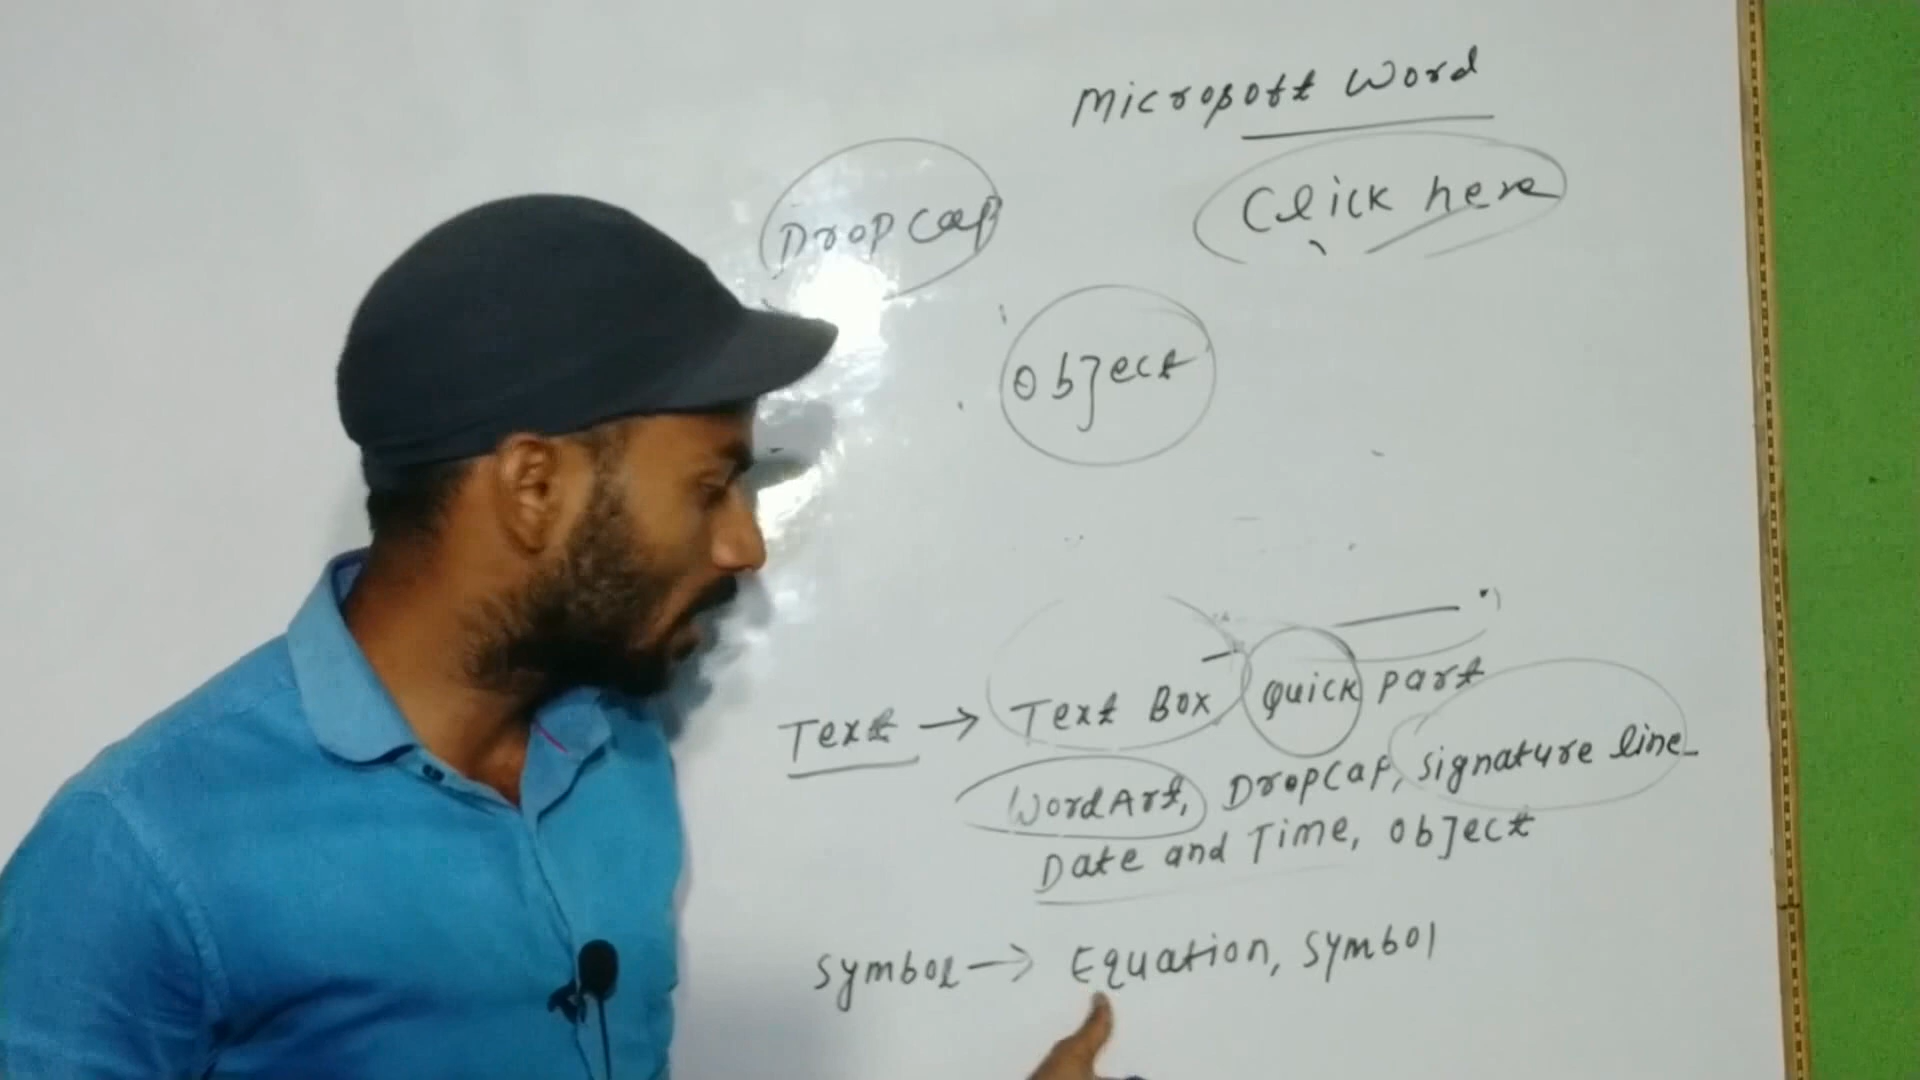 Microsoft Word
Click here
DropCap
Object
Text → Text Box Quick Part
WordArt, DropCap, Signature line
Date and Time, Object
Symbol → Equation, Symbol